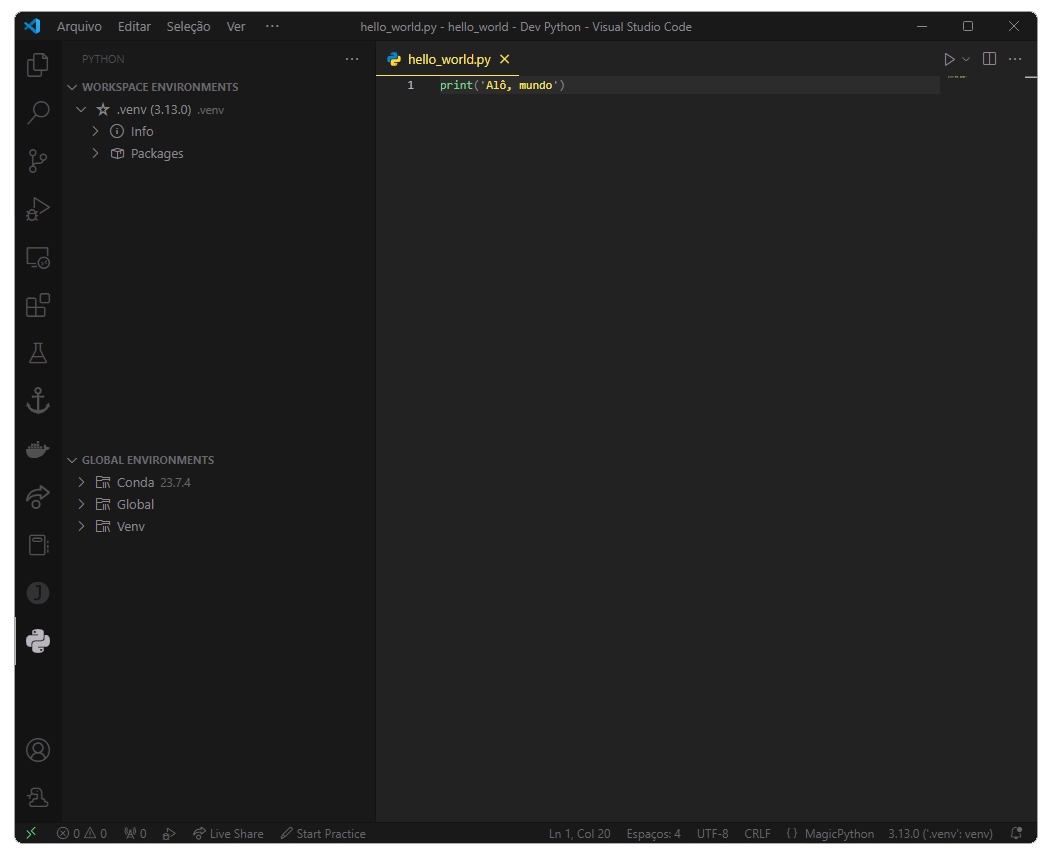 Arquivo Editar Seleção Ver ··· hello_world.py - hello_world - Dev Python - Visual Studio Code
PYTHON ···
hello_world.py
WORKSPACE ENVIRONMENTS
1 print('Alô, mundo')
.venv (3.13.0) .venv
Info
Packages
GLOBAL ENVIRONMENTS
Conda 23.7.4
Global
Venv
J
0 0 0 Live Share Start Practice Ln 1, Col 20 Espaços: 4 UTF-8 CRLF {} MagicPython 3.13.0 ('.venv': venv)